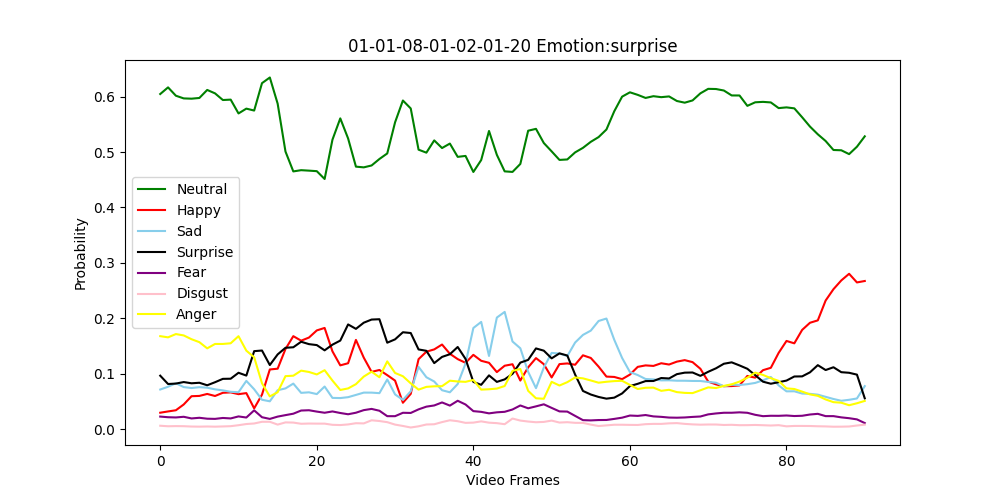 01-01-08-01-02-01-20 Emotion:surprise
Probability
0.6
0.5
0.4
0.3
0.2
0.1
0.0
Neutral
Happy
Sad
Surprise
Fear
Disgust
Anger
0 20 40 60 80
Video Frames